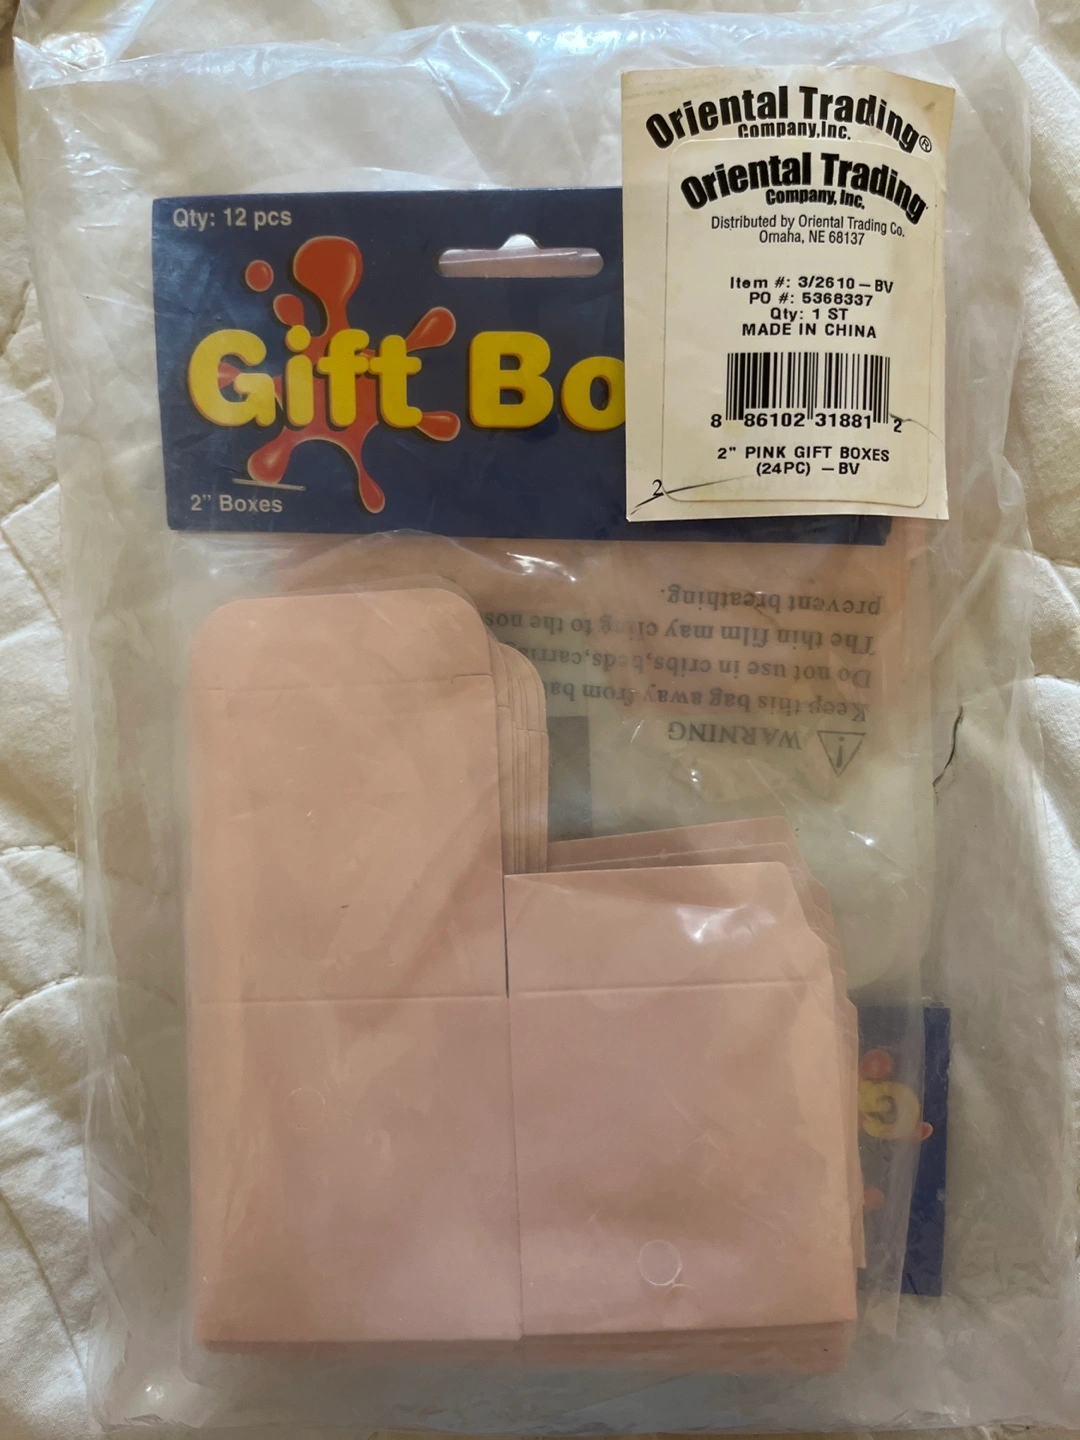 Oriental Trading®
Company,Inc.
Oriental Trading
Company, Inc.
Distributed by Oriental Trading Co.
Omaha, NE 68137
Item #: 3/2610 – BV
PO #: 5368337
Qty: 1 ST
MADE IN CHINA
8 86102 31881 2
2" PINK GIFT BOXES
(24PC) – BV
2
Qty: 12 pcs
Gift Bo
2" Boxes
WARNING
Keep this bag away from ba
Do not use in cribs,beds,carria
The thin film may cling to the nos
prevent breathing.
G